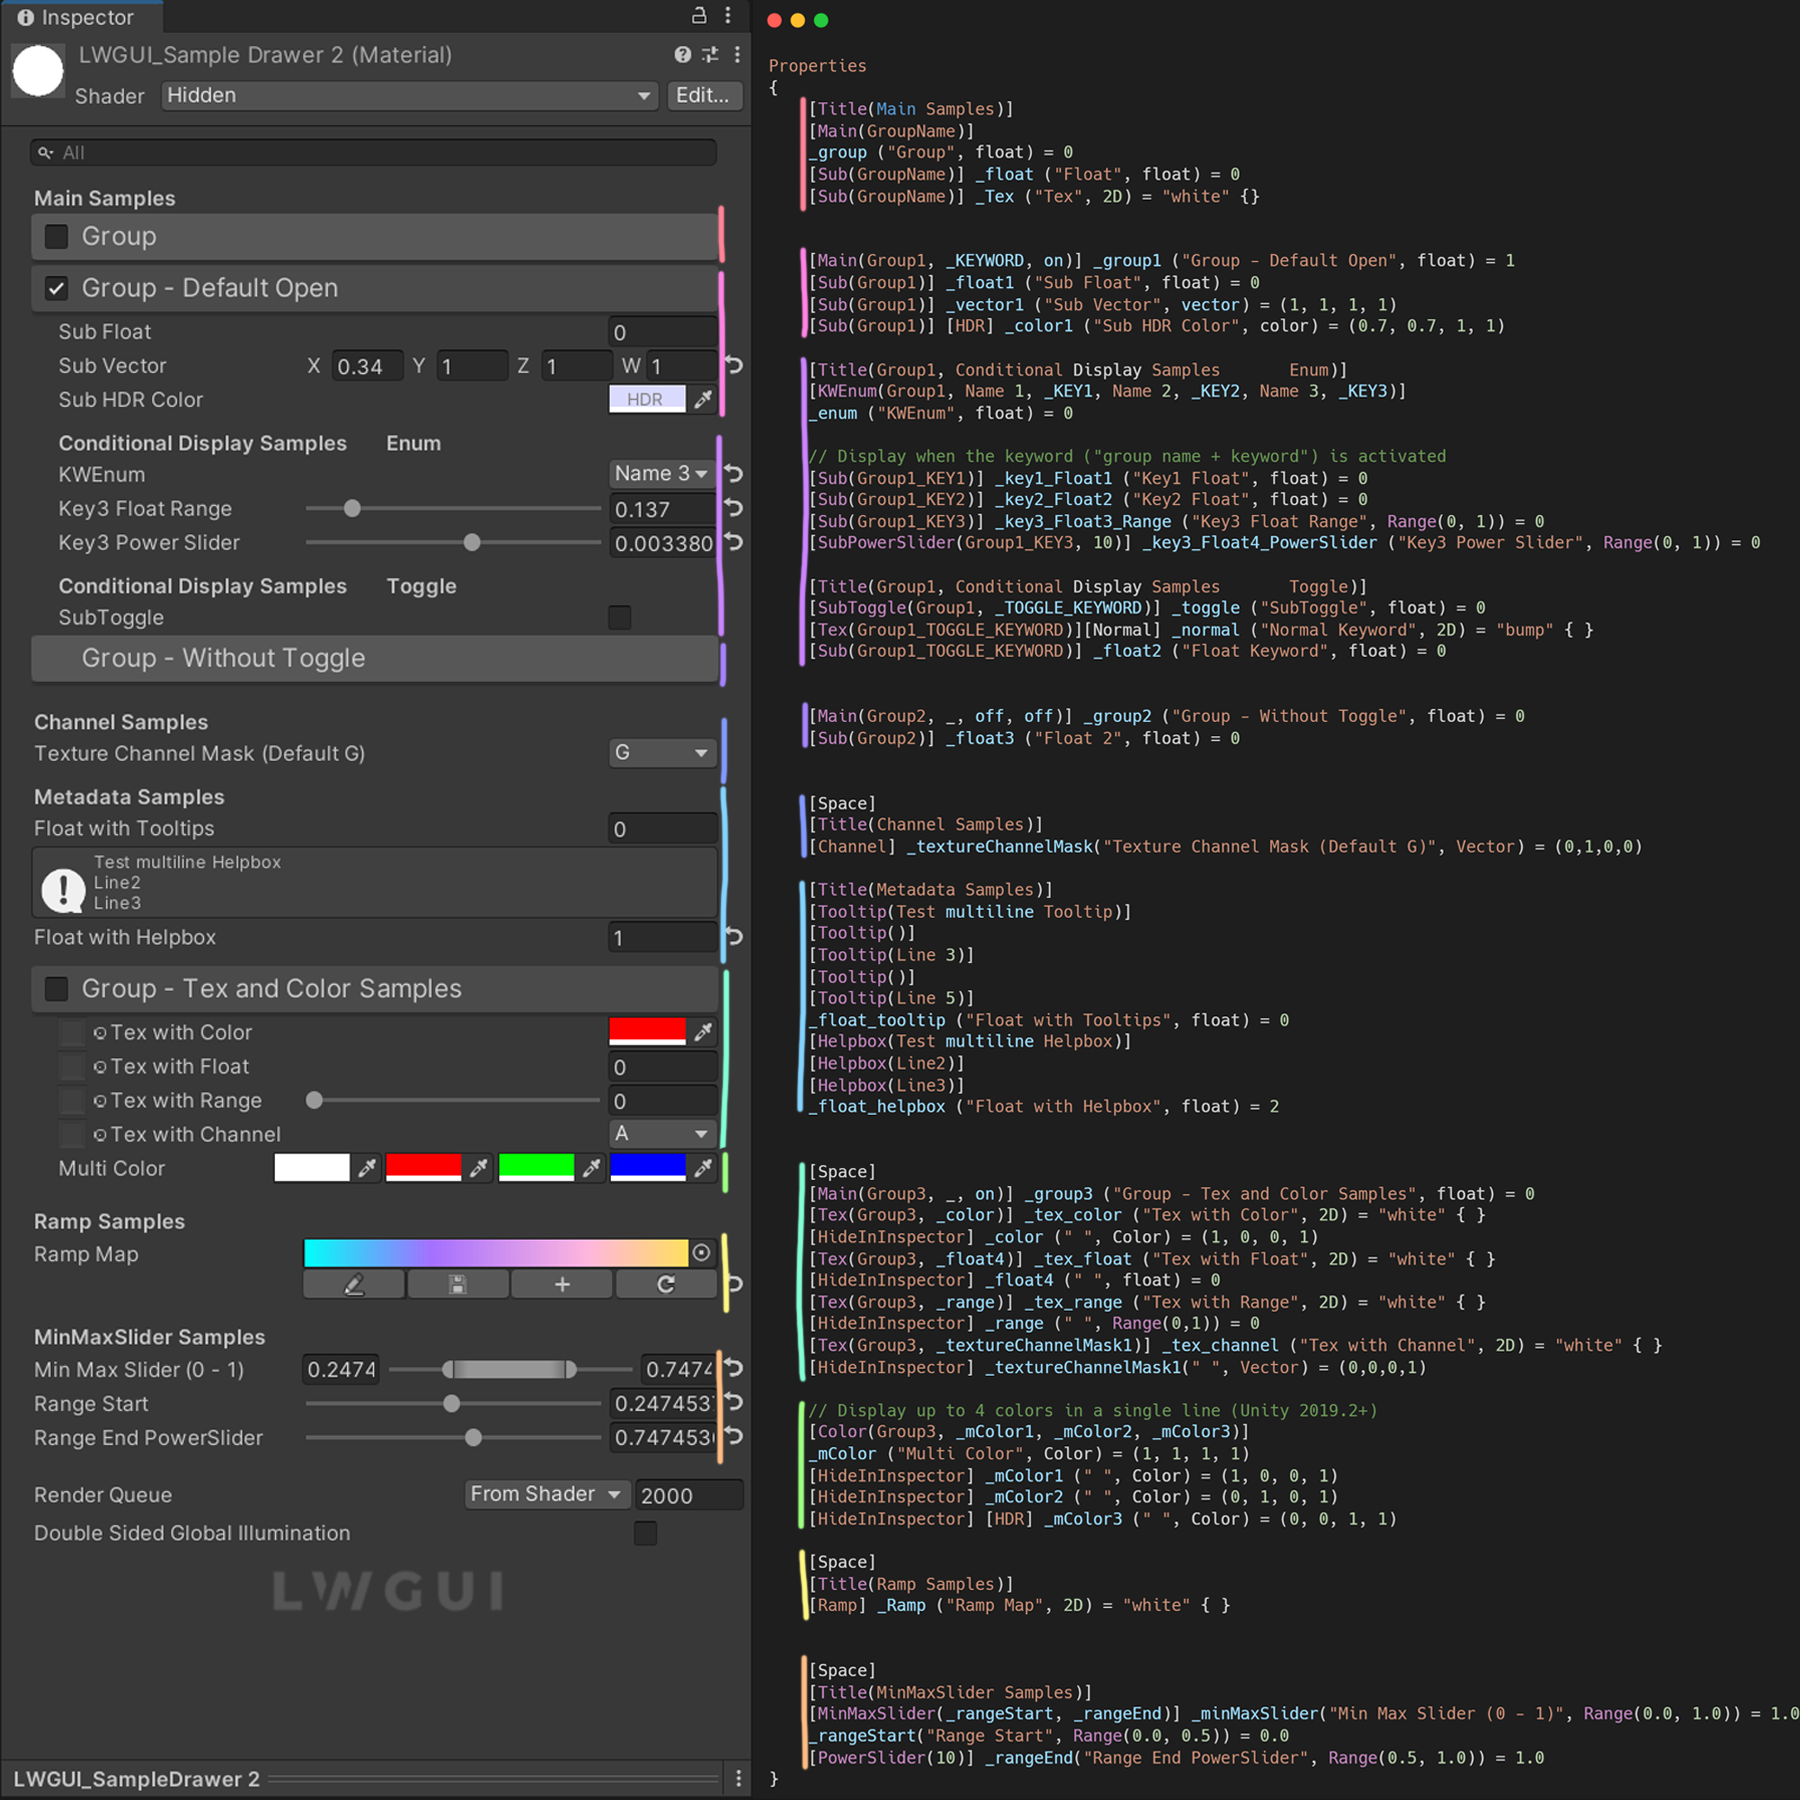 Inspector
LWGUI_Sample Drawer 2 (Material)
Shader Hidden Edit...
All
Main Samples
Group
Group - Default Open
Sub Float 0
Sub Vector X 0.34 Y 1 Z 1 W 1
Sub HDR Color HDR
Conditional Display Samples Enum
KWEnum Name 3
Key3 Float Range 0.137
Key3 Power Slider 0.003380
Conditional Display Samples Toggle
SubToggle
Group - Without Toggle
Channel Samples
Texture Channel Mask (Default G) G
Metadata Samples
Float with Tooltips 0
Test multiline Helpbox
Line2
Line3
Float with Helpbox 1
Group - Tex and Color Samples
Tex with Color
Tex with Float 0
Tex with Range 0
Tex with Channel A
Multi Color
Ramp Samples
Ramp Map
MinMaxSlider Samples
Min Max Slider (0 - 1) 0.2474 0.7474
Range Start 0.2474537
Range End PowerSlider 0.747453
Render Queue From Shader 2000
Double Sided Global Illumination
LWGUI
LWGUI_SampleDrawer 2
Properties
{
[Title(Main Samples)]
[Main(GroupName)]
_group ("Group", float) = 0
[Sub(GroupName)] _float ("Float", float) = 0
[Sub(GroupName)] _Tex ("Tex", 2D) = "white" {}
[Main(Group1, _KEYWORD, on)] _group1 ("Group - Default Open", float) = 1
[Sub(Group1)] _float1 ("Sub Float", float) = 0
[Sub(Group1)] _vector1 ("Sub Vector", vector) = (1, 1, 1, 1)
[Sub(Group1)] [HDR] _color1 ("Sub HDR Color", color) = (0.7, 0.7, 1, 1)
[Title(Group1, Conditional Display Samples       Enum)]
[KWEnum(Group1, Name 1, _KEY1, Name 2, _KEY2, Name 3, _KEY3)]
_enum ("KWEnum", float) = 0
// Display when the keyword ("group name + keyword") is activated
[Sub(Group1_KEY1)] _key1_Float1 ("Key1 Float", float) = 0
[Sub(Group1_KEY2)] _key2_Float2 ("Key2 Float", float) = 0
[Sub(Group1_KEY3)] _key3_Float3_Range ("Key3 Float Range", Range(0, 1)) = 0
[SubPowerSlider(Group1_KEY3, 10)] _key3_Float4_PowerSlider ("Key3 Power Slider", Range(0, 1)) = 0
[Title(Group1, Conditional Display Samples       Toggle)]
[SubToggle(Group1, _TOGGLE_KEYWORD)] _toggle ("SubToggle", float) = 0
[Tex(Group1_TOGGLE_KEYWORD)][Normal] _normal ("Normal Keyword", 2D) = "bump" { }
[Sub(Group1_TOGGLE_KEYWORD)] _float2 ("Float Keyword", float) = 0
[Main(Group2, _, off, off)] _group2 ("Group - Without Toggle", float) = 0
[Sub(Group2)] _float3 ("Float 2", float) = 0
[Space]
[Title(Channel Samples)]
[Channel] _textureChannelMask("Texture Channel Mask (Default G)", Vector) = (0,1,0,0)
[Title(Metadata Samples)]
[Tooltip(Test multiline Tooltip)]
[Tooltip()]
[Tooltip(Line 3)]
[Tooltip()]
[Tooltip(Line 5)]
_float_tooltip ("Float with Tooltips", float) = 0
[Helpbox(Test multiline Helpbox)]
[Helpbox(Line2)]
[Helpbox(Line3)]
_float_helpbox ("Float with Helpbox", float) = 2
[Space]
[Main(Group3, _, on)] _group3 ("Group - Tex and Color Samples", float) = 0
[Tex(Group3, _color)] _tex_color ("Tex with Color", 2D) = "white" { }
[HideInInspector] _color (" ", Color) = (1, 0, 0, 1)
[Tex(Group3, _float4)] _tex_float ("Tex with Float", 2D) = "white" { }
[HideInInspector] _float4 (" ", float) = 0
[Tex(Group3, _range)] _tex_range ("Tex with Range", 2D) = "white" { }
[HideInInspector] _range (" ", Range(0,1)) = 0
[Tex(Group3, _textureChannelMask1)] _tex_channel ("Tex with Channel", 2D) = "white" { }
[HideInInspector] _textureChannelMask1(" ", Vector) = (0,0,0,1)
// Display up to 4 colors in a single line (Unity 2019.2+)
[Color(Group3, _mColor1, _mColor2, _mColor3)]
_mColor ("Multi Color", Color) = (1, 1, 1, 1)
[HideInInspector] _mColor1 (" ", Color) = (1, 0, 0, 1)
[HideInInspector] _mColor2 (" ", Color) = (0, 1, 0, 1)
[HideInInspector] [HDR] _mColor3 (" ", Color) = (0, 0, 1, 1)
[Space]
[Title(Ramp Samples)]
[Ramp] _Ramp ("Ramp Map", 2D) = "white" { }
[Space]
[Title(MinMaxSlider Samples)]
[MinMaxSlider(_rangeStart, _rangeEnd)] _minMaxSlider("Min Max Slider (0 - 1)", Range(0.0, 1.0)) = 1.0
_rangeStart("Range Start", Range(0.0, 0.5)) = 0.0
[PowerSlider(10)] _rangeEnd("Range End PowerSlider", Range(0.5, 1.0)) = 1.0
}